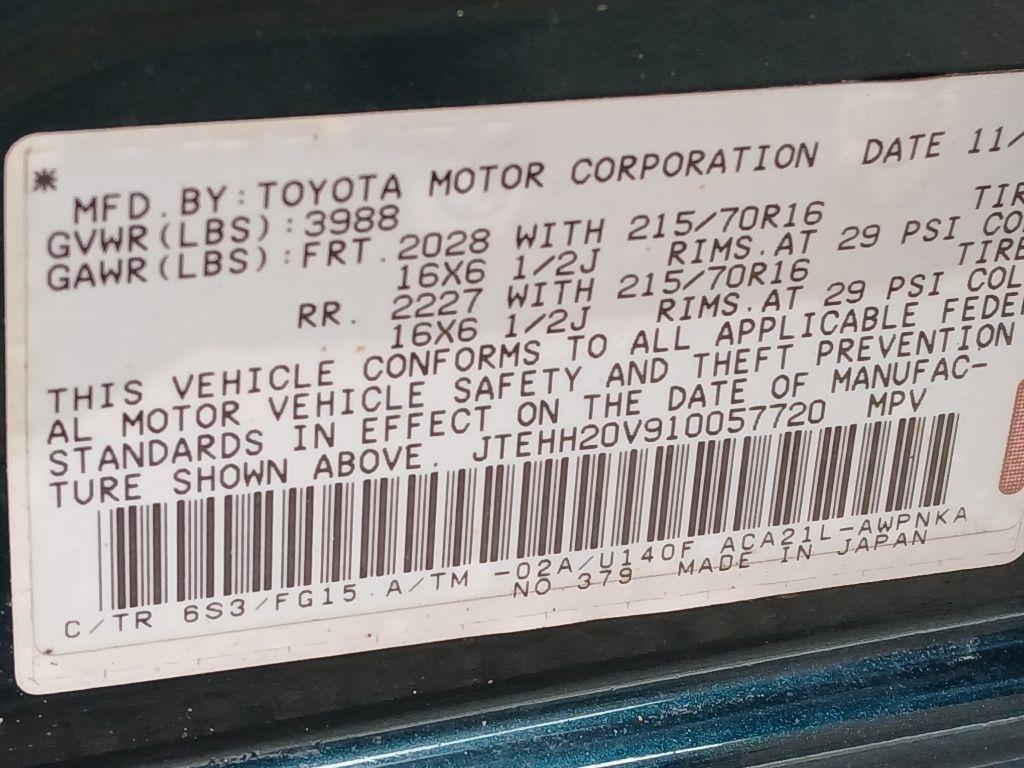 *
MFD.BY:TOYOTA MOTOR CORPORATION DATE 11/
GVWR(LBS):3988
GAWR(LBS):FRT.2028 WITH 215/70R16 TIR
16X6 1/2J RIMS.AT 29 PSI CO
RR. 2227 WITH 215/70R16 TIRE
16X6 1/2J RIMS.AT 29 PSI COL
THIS VEHICLE CONFORMS TO ALL APPLICABLE FEDE
AL MOTOR VEHICLE SAFETY AND THEFT PREVENTION
STANDARDS IN EFFECT ON THE DATE OF MANUFAC-
TURE SHOWN ABOVE. JTEHH20V910057720 MPV
C/TR 6S3/FG15 A/TM -02A/U140F ACA21L-AWPNKA
NO 379 MADE IN JAPAN